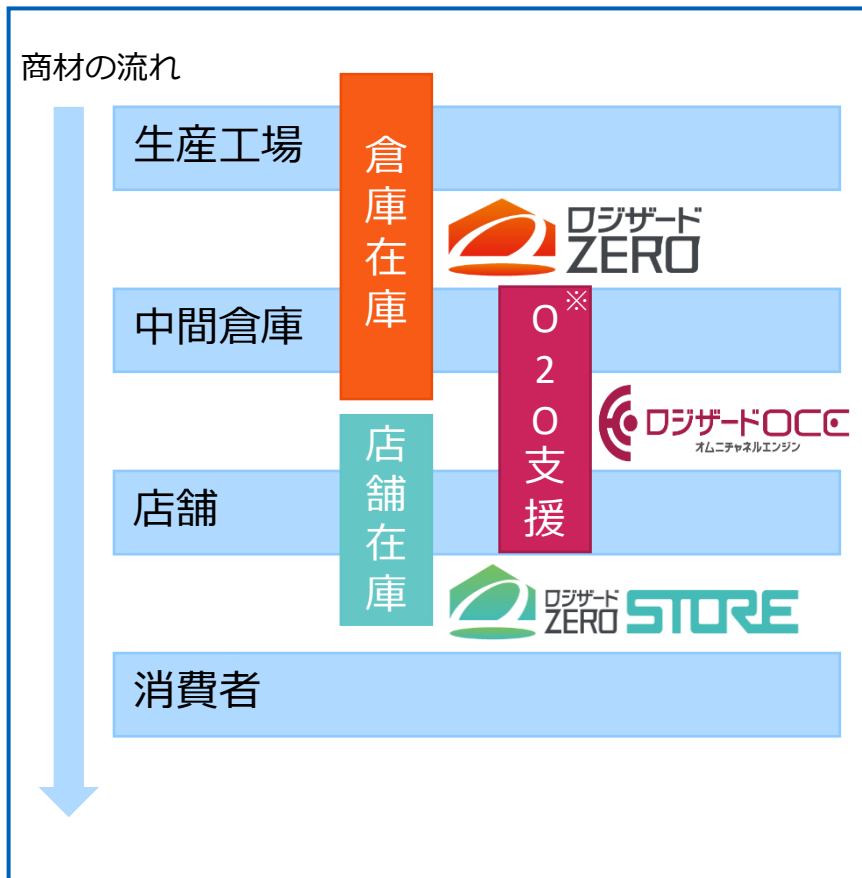 商材の流れ
生産工場
倉庫在庫
ロジザード
ZERO
中間倉庫
O2O支援※
ロジザードOCE
オムニチャネルエンジン
店舗在庫
店舗
ロジザード
ZERO STORE
消費者